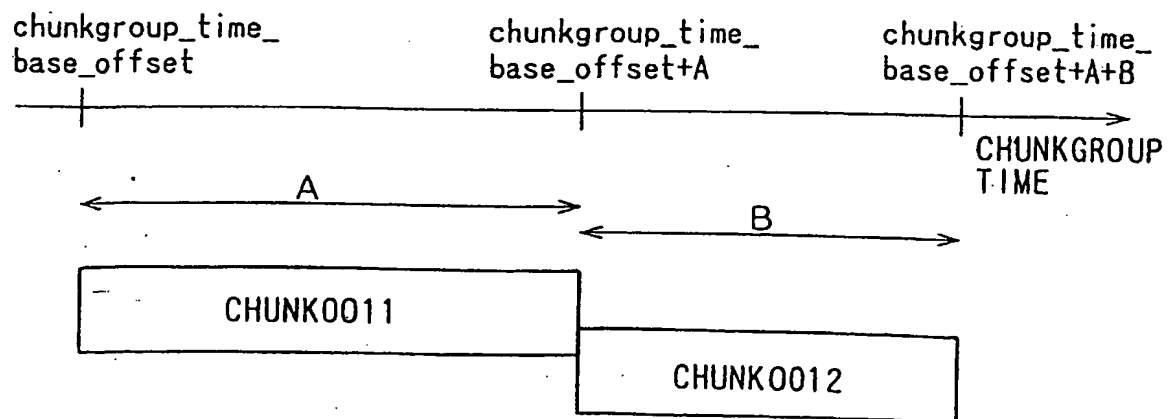 chunkgroup_time_
base_offset
chunkgroup_time_
base_offset+A
chunkgroup_time_
base_offset+A+B
CHUNKGROUP
TIME
A
B
CHUNK0011
CHUNK0012